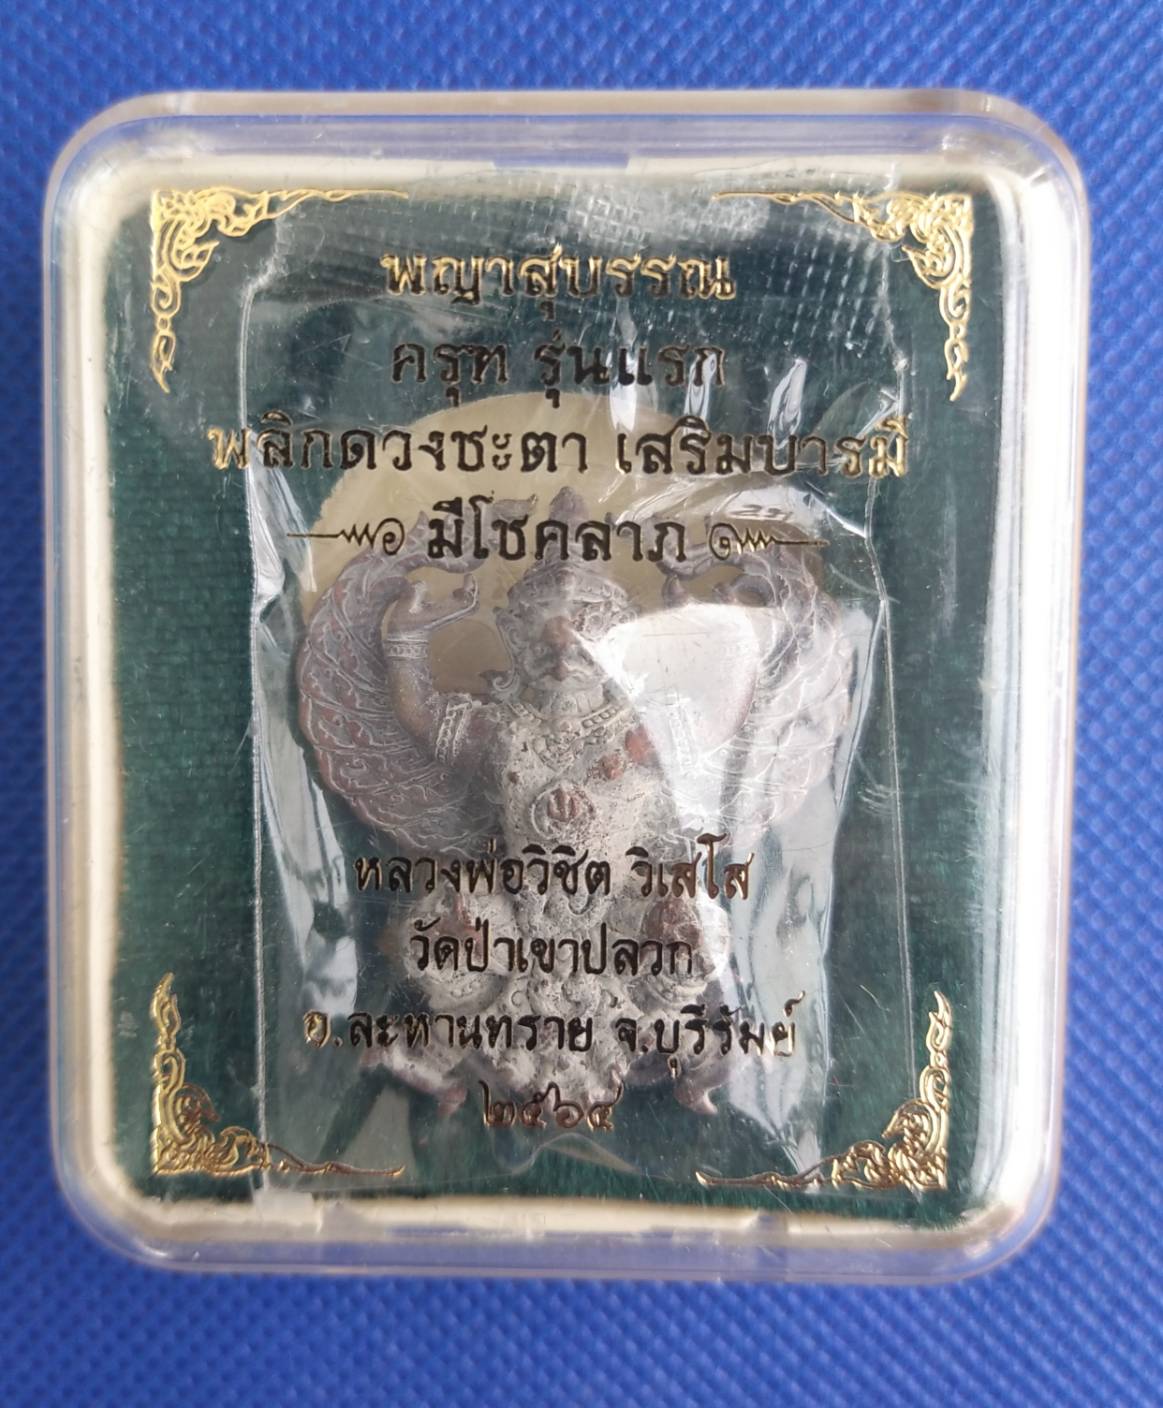 พญาสุบรรณ
ครุฑ รุ่นแรก
พลิกดวงชะตา เสริมบารมี
มีโชคลาภ
หลวงพ่อวิชิต วิเสโส
วัดป่าเขาปลวก
อ.ละหานทราย จ.บุรีรัมย์
๒๕๖๔